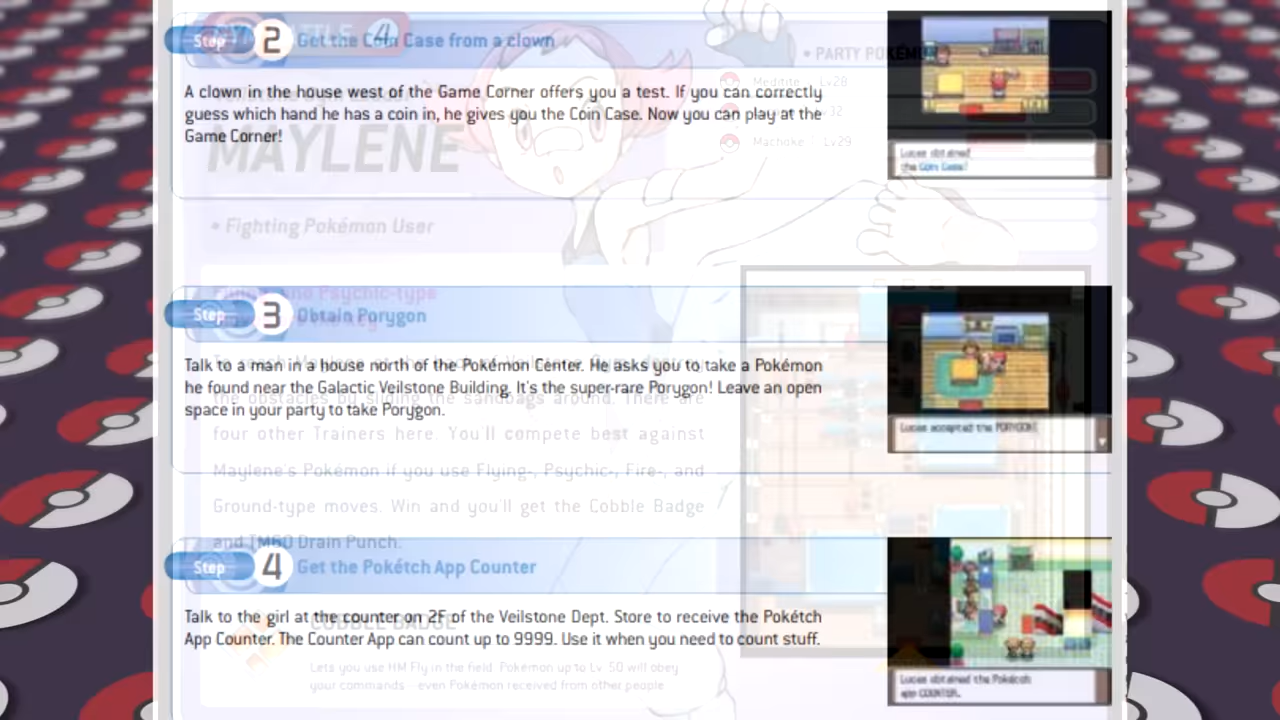 Step 2 Get the Coin Case from a clown
• PARTY POKÉMON
Meditite Lv28
A clown in the house west of the Game Corner offers you a test. If you can correctly
guess which hand he has a coin in, he gives you the Coin Case. Now you can play at the
Game Corner!
Machoke Lv29
MAYLENE
Lucas obtained
the Coin Case!
• Fighting Pokémon User
and Psychic-type
Step 3 Obtain Porygon
Talk to a man in a house north of the Pokémon Center. He asks you to take a Pokémon
he found near the Galactic Veilstone Building. It's the super-rare Porygon! Leave an open
space in your party to take Porygon.
the obstacles by sliding the sandbags around. There are
four other Trainers here. You'll compete best against
Maylene's Pokémon if you use Flying-, Psychic-, Fire-, and
Ground-type moves. Win and you'll get the Cobble Badge
and TM60 Drain Punch.
Lucas accepted the PORYGON!
Step 4 Get the Pokétch App Counter
Talk to the girl at the counter on 2F of the Veilstone Dept. Store to receive the Pokétch
App Counter. The Counter App can count up to 9999. Use it when you need to count stuff.
COBBLE BADGE
Lets you use HM Fly in the field. Pokémon up to Lv. 50 will obey
your commands—even Pokémon received from other people
Lucas obtained the Pokétch
app COUNTER.